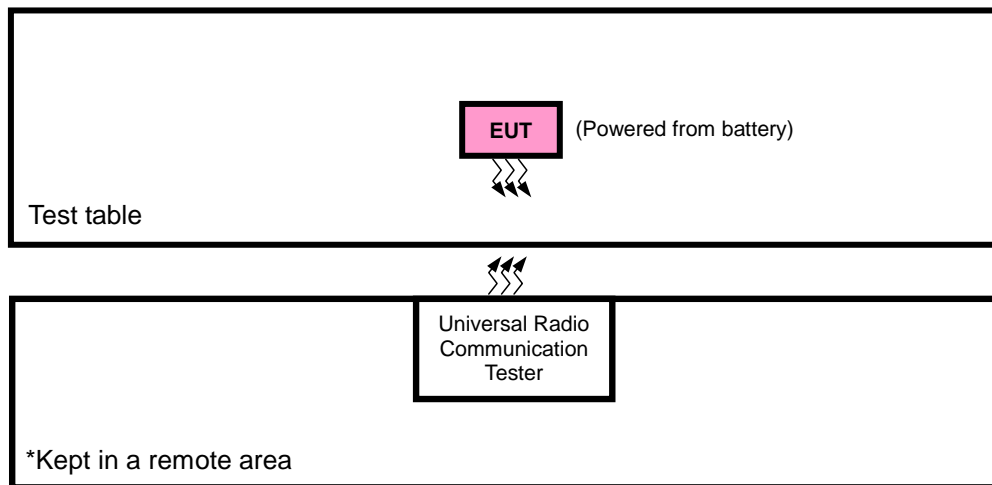 EUT
(Powered from battery)
Test table
Universal Radio
Communication
Tester
*Kept in a remote area